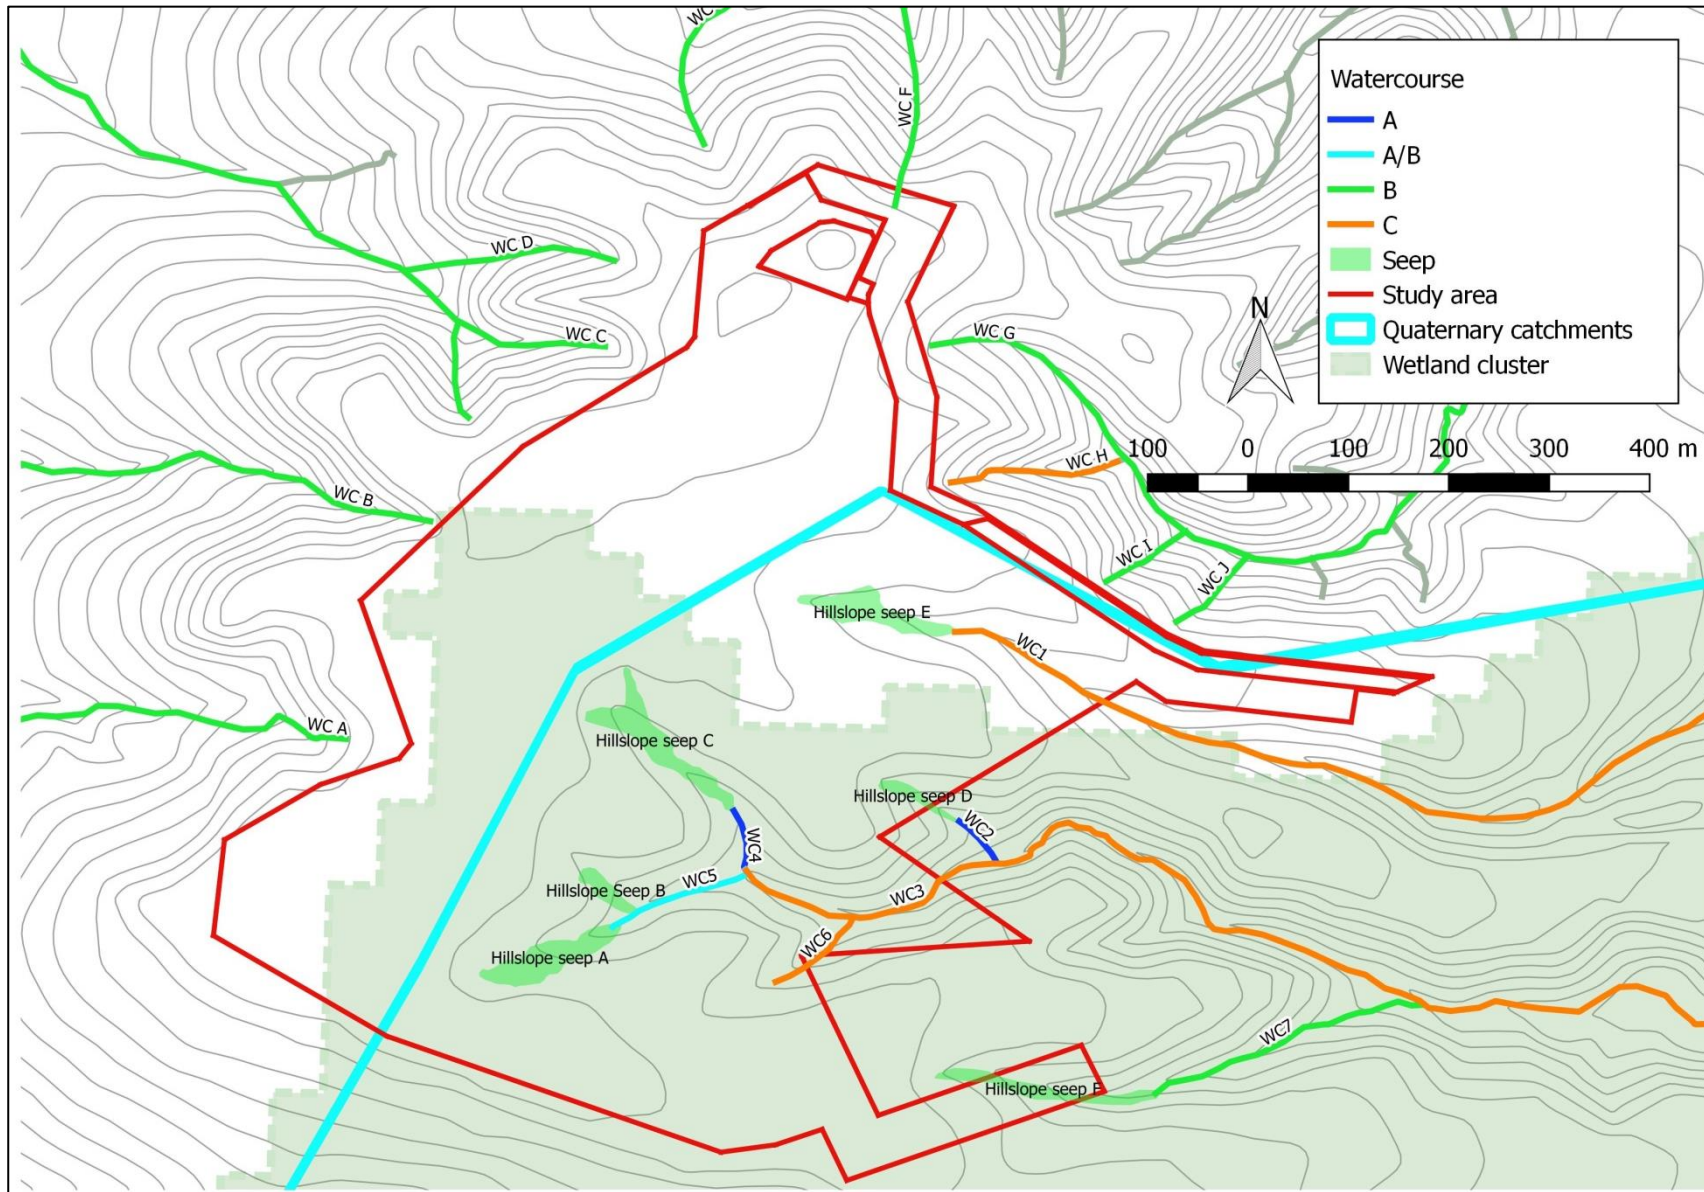 WC
WC F
Watercourse
A
A/B
B
C
Seep
Study area
Quaternary catchments
Wetland cluster
N
WC D
WC C
WC G
100 0 100 200 300 400 m
WC H
WC B
WC I
WC J
Hillslope seep E
WC1
WC A
Hillslope seep C
Hillslope seep D
WC2
WC4
WC5
Hillslope Seep B
WC3
WC6
Hillslope seep A
WC7
Hillslope seep F